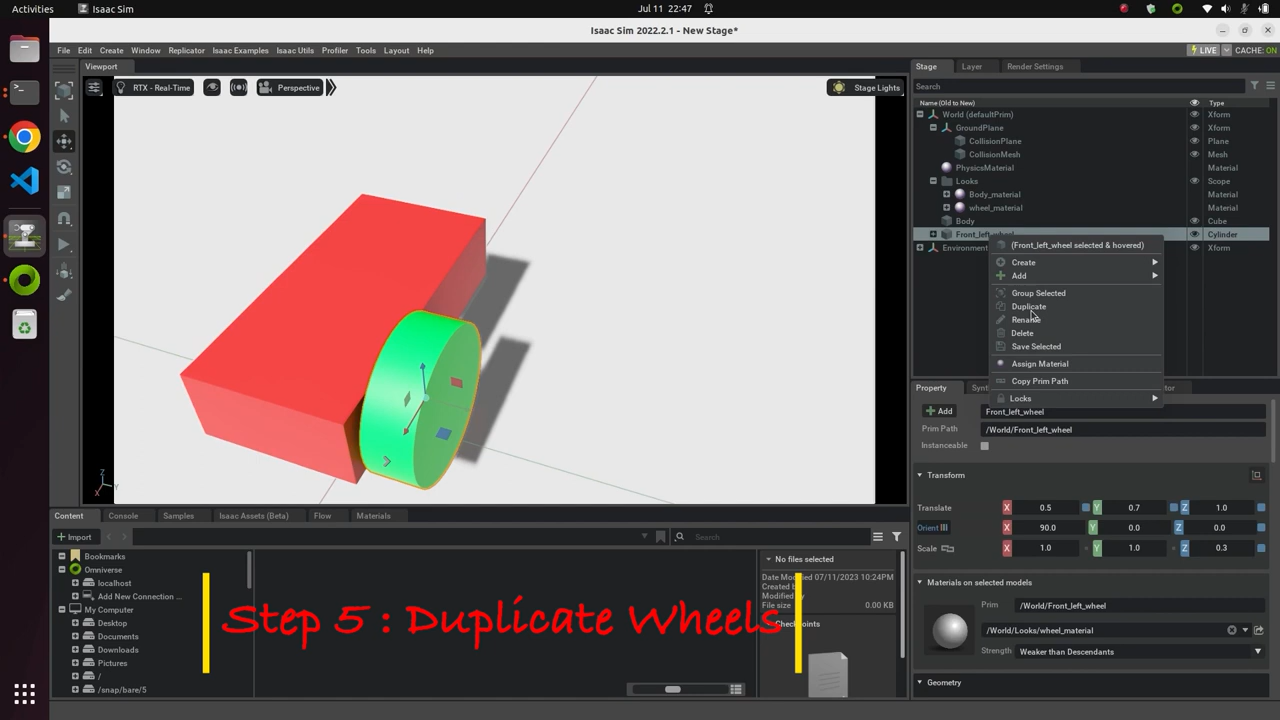 Activities
Isaac Sim
Jul 11 22:47
Isaac Sim 2022.2.1 - New Stage*
File Edit Create Window Replicator Isaac Examples Isaac Utils Profiler Tools Layout Help
LIVE CACHE: ON
Viewport
RTX - Real-Time
Perspective
Stage Lights
Stage Layer Render Settings
Search
Name (Old to New) Type
World (defaultPrim) Xform
GroundPlane Xform
CollisionPlane Plane
CollisionMesh Mesh
PhysicsMaterial Material
Looks Scope
Body_material Material
wheel_material Material
Body Cube
Front_left_wheel Cylinder
Xform
(Front_left_wheel selected & hovered)
Create
Add
Group Selected
Duplicate
Rename
Delete
Save Selected
Assign Material
Copy Prim Path
Locks
Property
Add Front_left_wheel
Prim Path /World/Front_left_wheel
Instanceable
Transform
Translate X 0.5 Y 0.7 Z 1.0
Orient X 90.0 Y 0.0 Z 0.0
Scale X 1.0 Y 1.0 Z 0.3
Materials on selected models
Prim /World/Front_left_wheel
/World/Looks/wheel_material
Strength Weaker than Descendants
Geometry
Z
X Y
Content Console Samples Isaac Assets (Beta) Flow Materials
Import
Search
Bookmarks
Omniverse
localhost
Add New Connection ...
My Computer
Desktop
Documents
Downloads
Pictures
/
/snap/bare/5
No files selected
Date Modified 07/11/2023 10:24PM
Created by
File size 0.00 KB
Step 5 : Duplicate Wheels